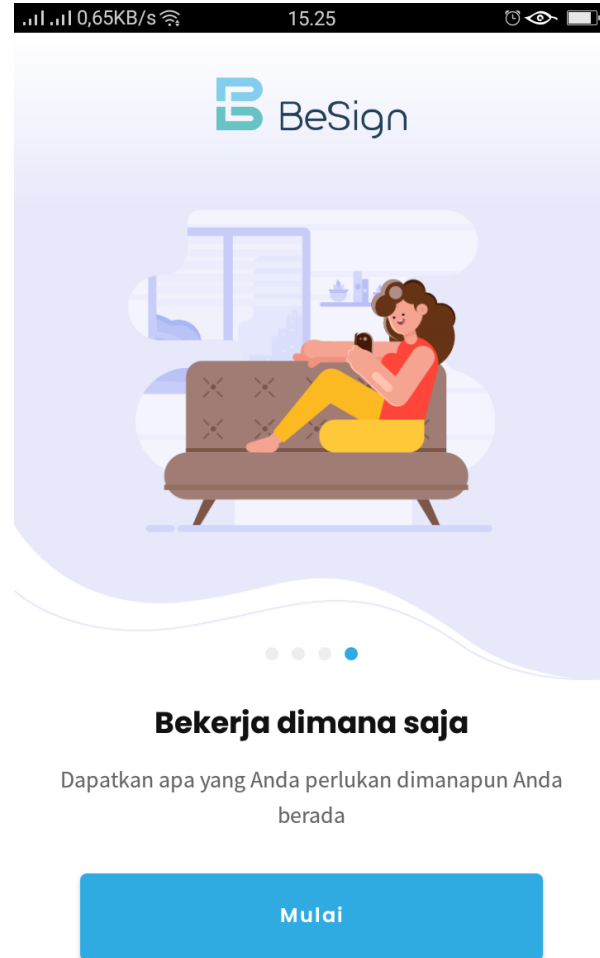 0,65KB/s 15.25
BeSign
Bekerja dimana saja
Dapatkan apa yang Anda perlukan dimanapun Anda
berada
Mulai